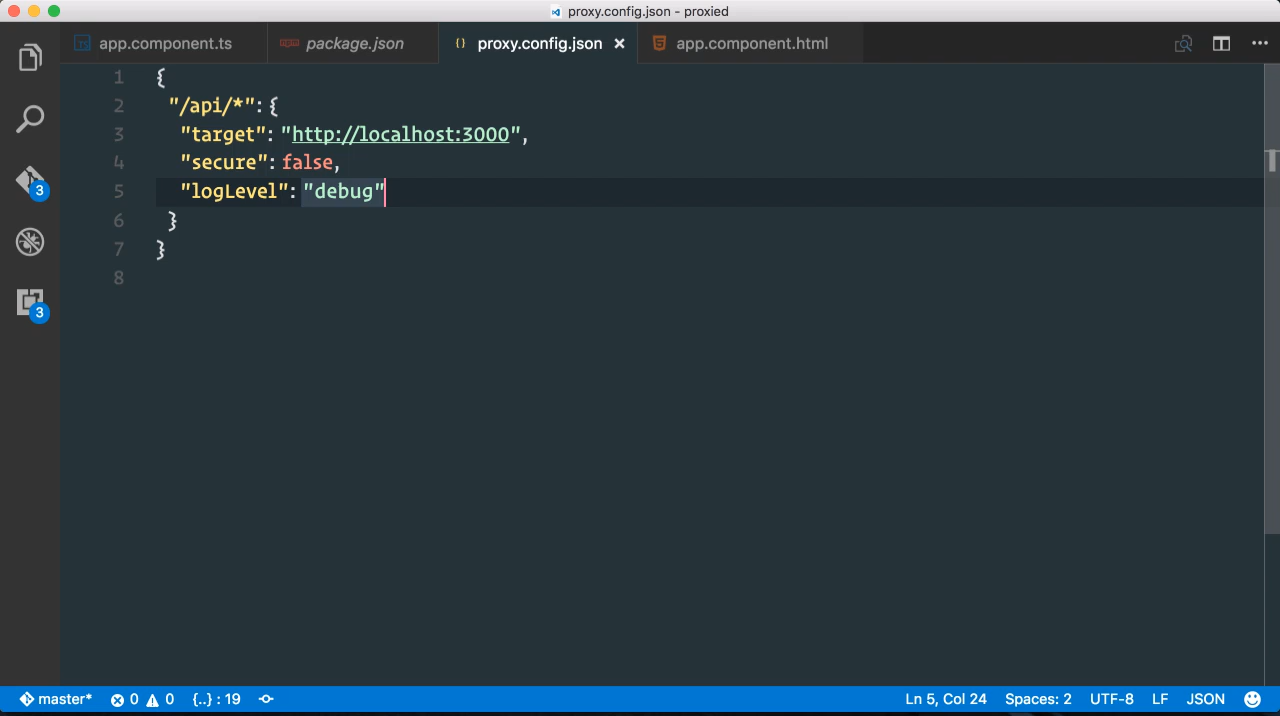 proxy.config.json - proxied
app.component.ts
package.json
proxy.config.json
app.component.html
1 {
2 "/api/*": {
3 "target": "http://localhost:3000",
4 "secure": false,
5 "logLevel": "debug"
6 }
7 }
8
3
3
master* 0 0 {..} : 19 Ln 5, Col 24 Spaces: 2 UTF-8 LF JSON